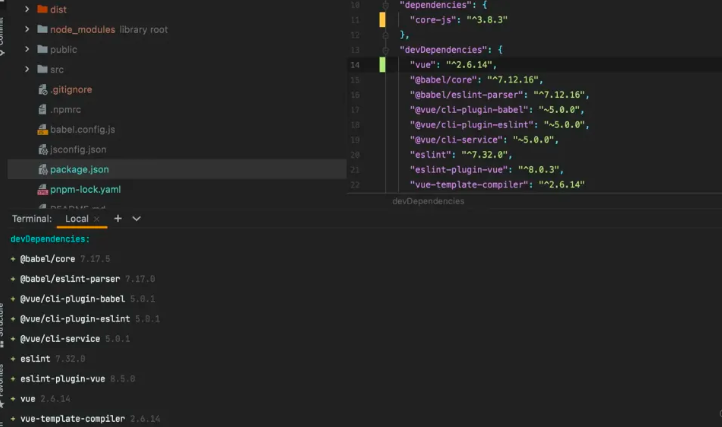 dist
node_modules library root
public
src
.gitignore
.npmrc
babel.config.js
jsconfig.json
package.json
pnpm-lock.yaml
README.md
10 "dependencies": {
11 "core-js": "^3.8.3"
12 },
13 "devDependencies": {
14 "vue": "^2.6.14",
15 "@babel/core": "^7.12.16",
16 "@babel/eslint-parser": "^7.12.16",
17 "@vue/cli-plugin-babel": "~5.0.0",
18 "@vue/cli-plugin-eslint": "~5.0.0",
19 "@vue/cli-service": "~5.0.0",
20 "eslint": "^7.32.0",
21 "eslint-plugin-vue": "^8.0.3",
22 "vue-template-compiler": "^2.6.14"
devDependencies
Terminal: Local × +
devDependencies:
+ @babel/core 7.17.5
+ @babel/eslint-parser 7.17.0
+ @vue/cli-plugin-babel 5.0.1
+ @vue/cli-plugin-eslint 5.0.1
+ @vue/cli-service 5.0.1
+ eslint 7.32.0
+ eslint-plugin-vue 8.5.0
+ vue 2.6.14
+ vue-template-compiler 2.6.14
Commit
Structure
Favorites